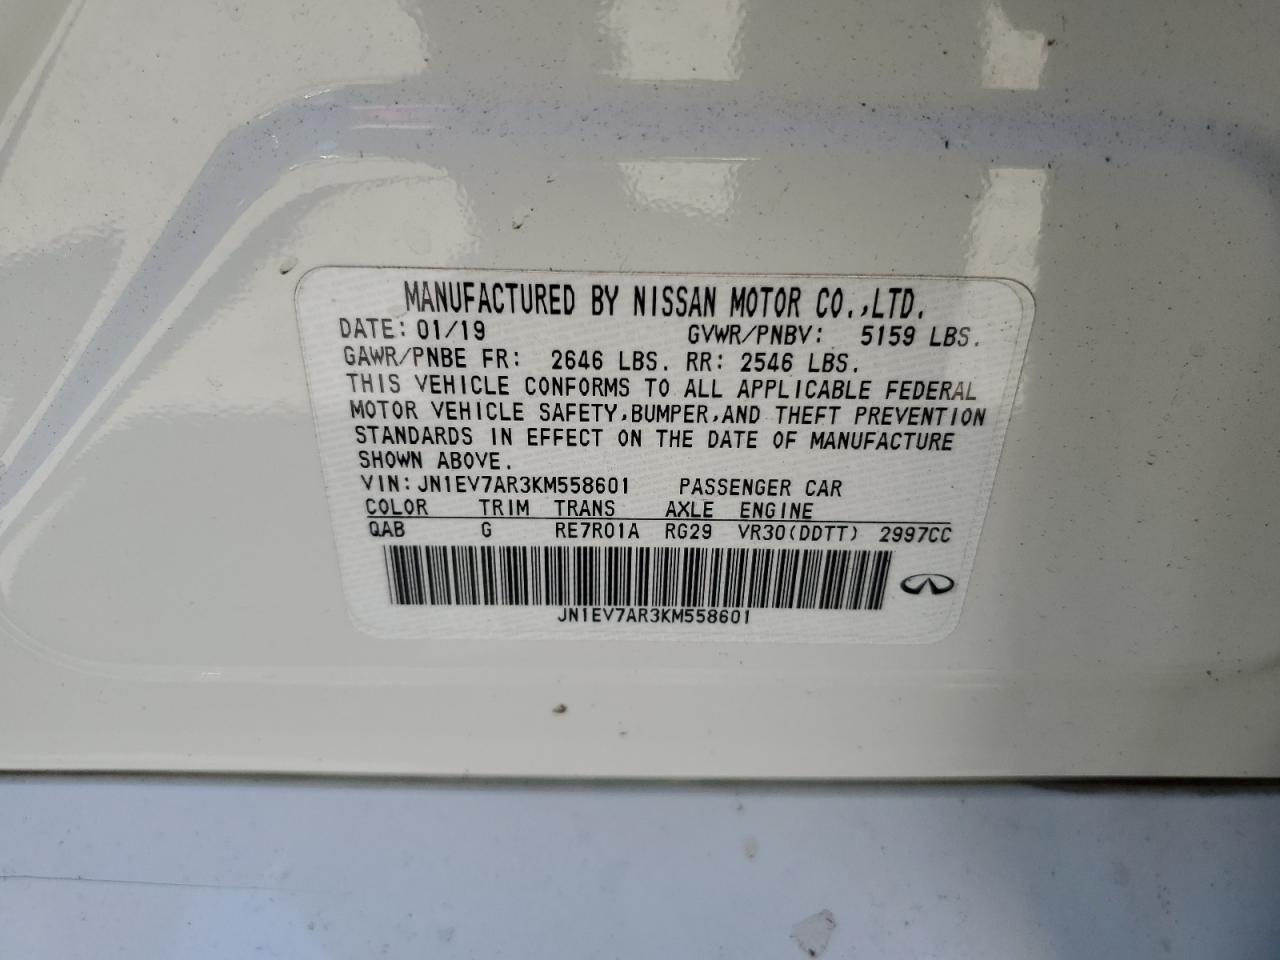 MANUFACTURED BY NISSAN MOTOR CO.,LTD.
DATE: 01/19 GVWR/PNBV: 5159 LBS.
GAWR/PNBE FR: 2646 LBS. RR: 2546 LBS.
THIS VEHICLE CONFORMS TO ALL APPLICABLE FEDERAL
MOTOR VEHICLE SAFETY,BUMPER,AND THEFT PREVENTION
STANDARDS IN EFFECT ON THE DATE OF MANUFACTURE
SHOWN ABOVE.
VIN: JN1EV7AR3KM558601 PASSENGER CAR
COLOR TRIM TRANS AXLE ENGINE
QAB G RE7R01A RG29 VR30(DDTT) 2997CC
JN1EV7AR3KM558601